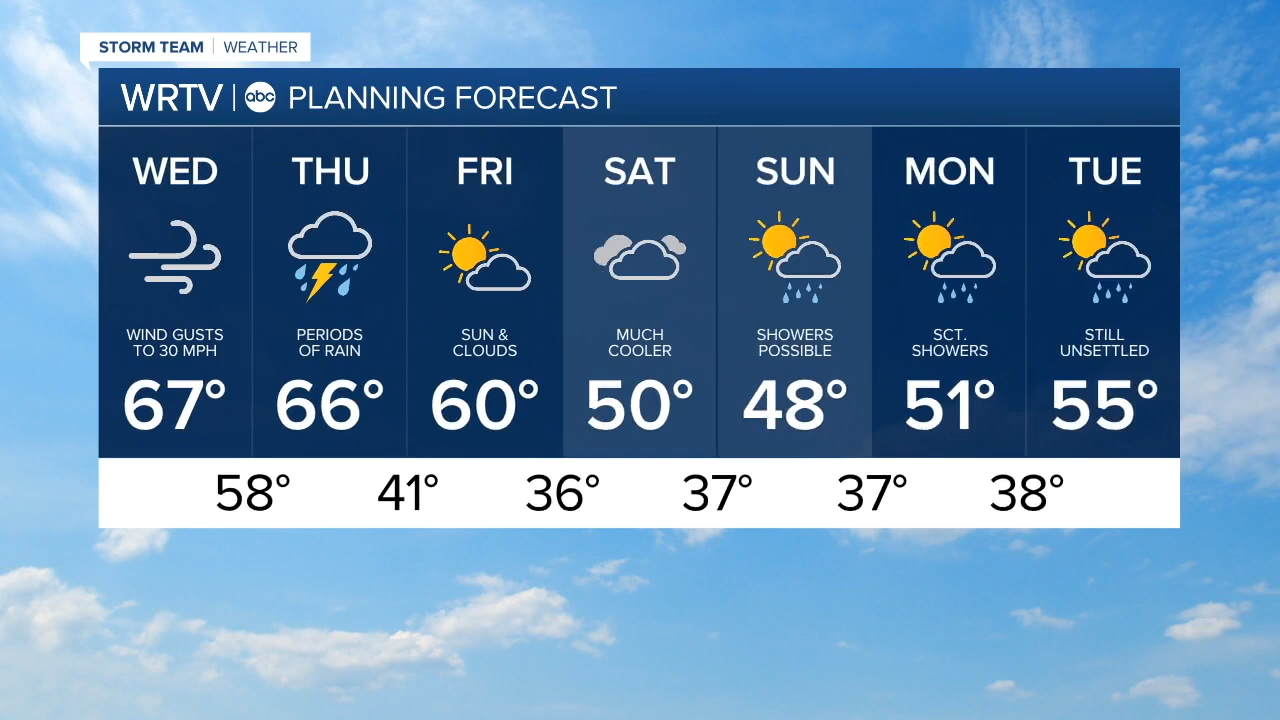 STORM TEAM | WEATHER
WRTV | abc PLANNING FORECAST
WED THU FRI SAT SUN MON TUE
WIND GUSTS PERIODS SUN & MUCH SHOWERS SCT. STILL
TO 30 MPH OF RAIN CLOUDS COOLER POSSIBLE SHOWERS UNSETTLED
67° 66° 60° 50° 48° 51° 55°
58° 41° 36° 37° 37° 38°